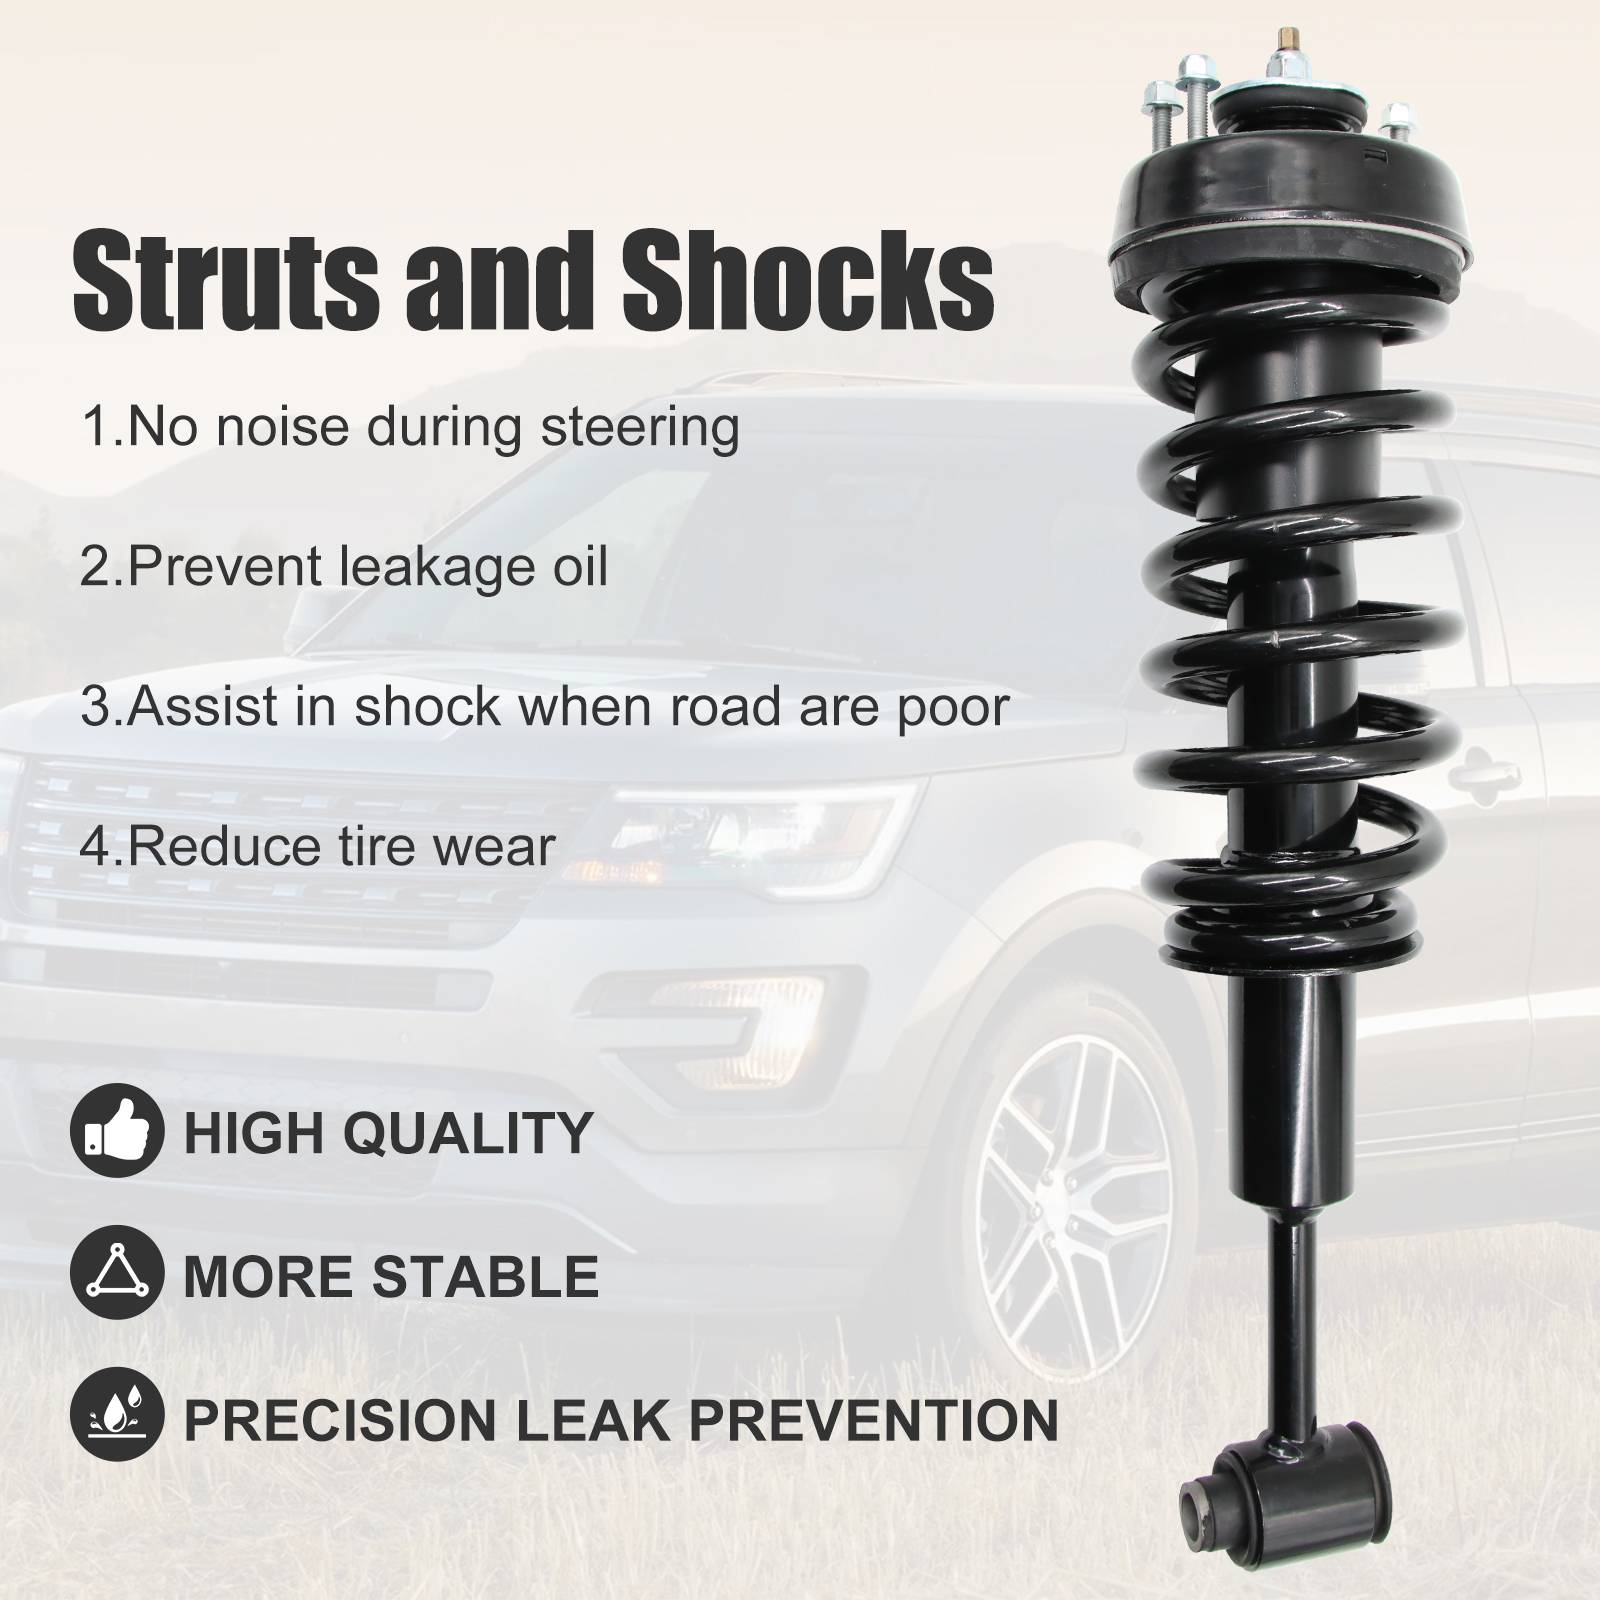 Struts and Shocks
1.No noise during steering
2.Prevent leakage oil
3.Assist in shock when road are poor
4.Reduce tire wear
HIGH QUALITY
MORE STABLE
PRECISION LEAK PREVENTION